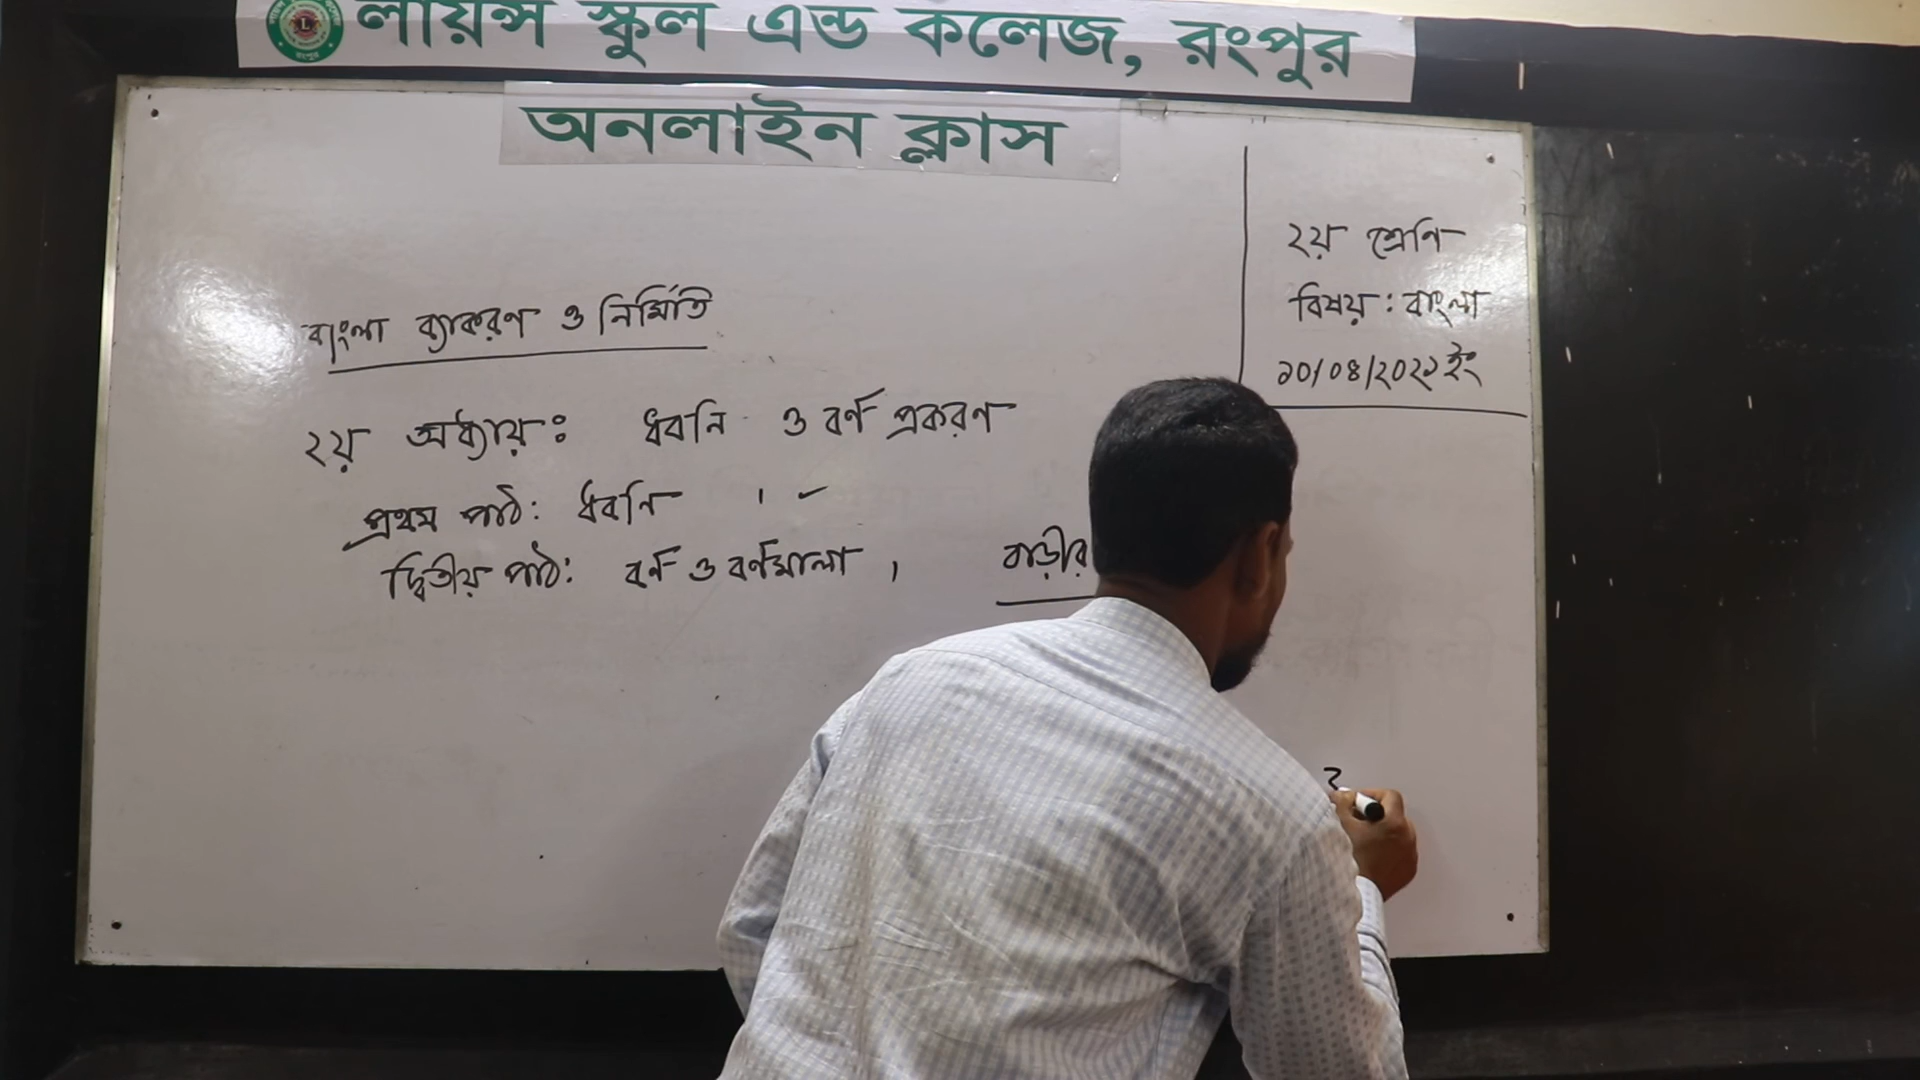 লায়ন্স স্কুল এন্ড কলেজ, রংপুর
অনলাইন ক্লাস
২য় শ্রেণি
বিষয় : বাংলা
১০/০৪/২০২১ ইং
বাংলা ব্যাকরণ ও নির্মিতি
২য় অধ্যায়ঃ ধ্বনি ও বর্ণ প্রকরণ
প্রথম পাঠ : ধ্বনি ।
দ্বিতীয় পাঠ : বর্ণ ও বর্ণমালা ,
বাড়ীর